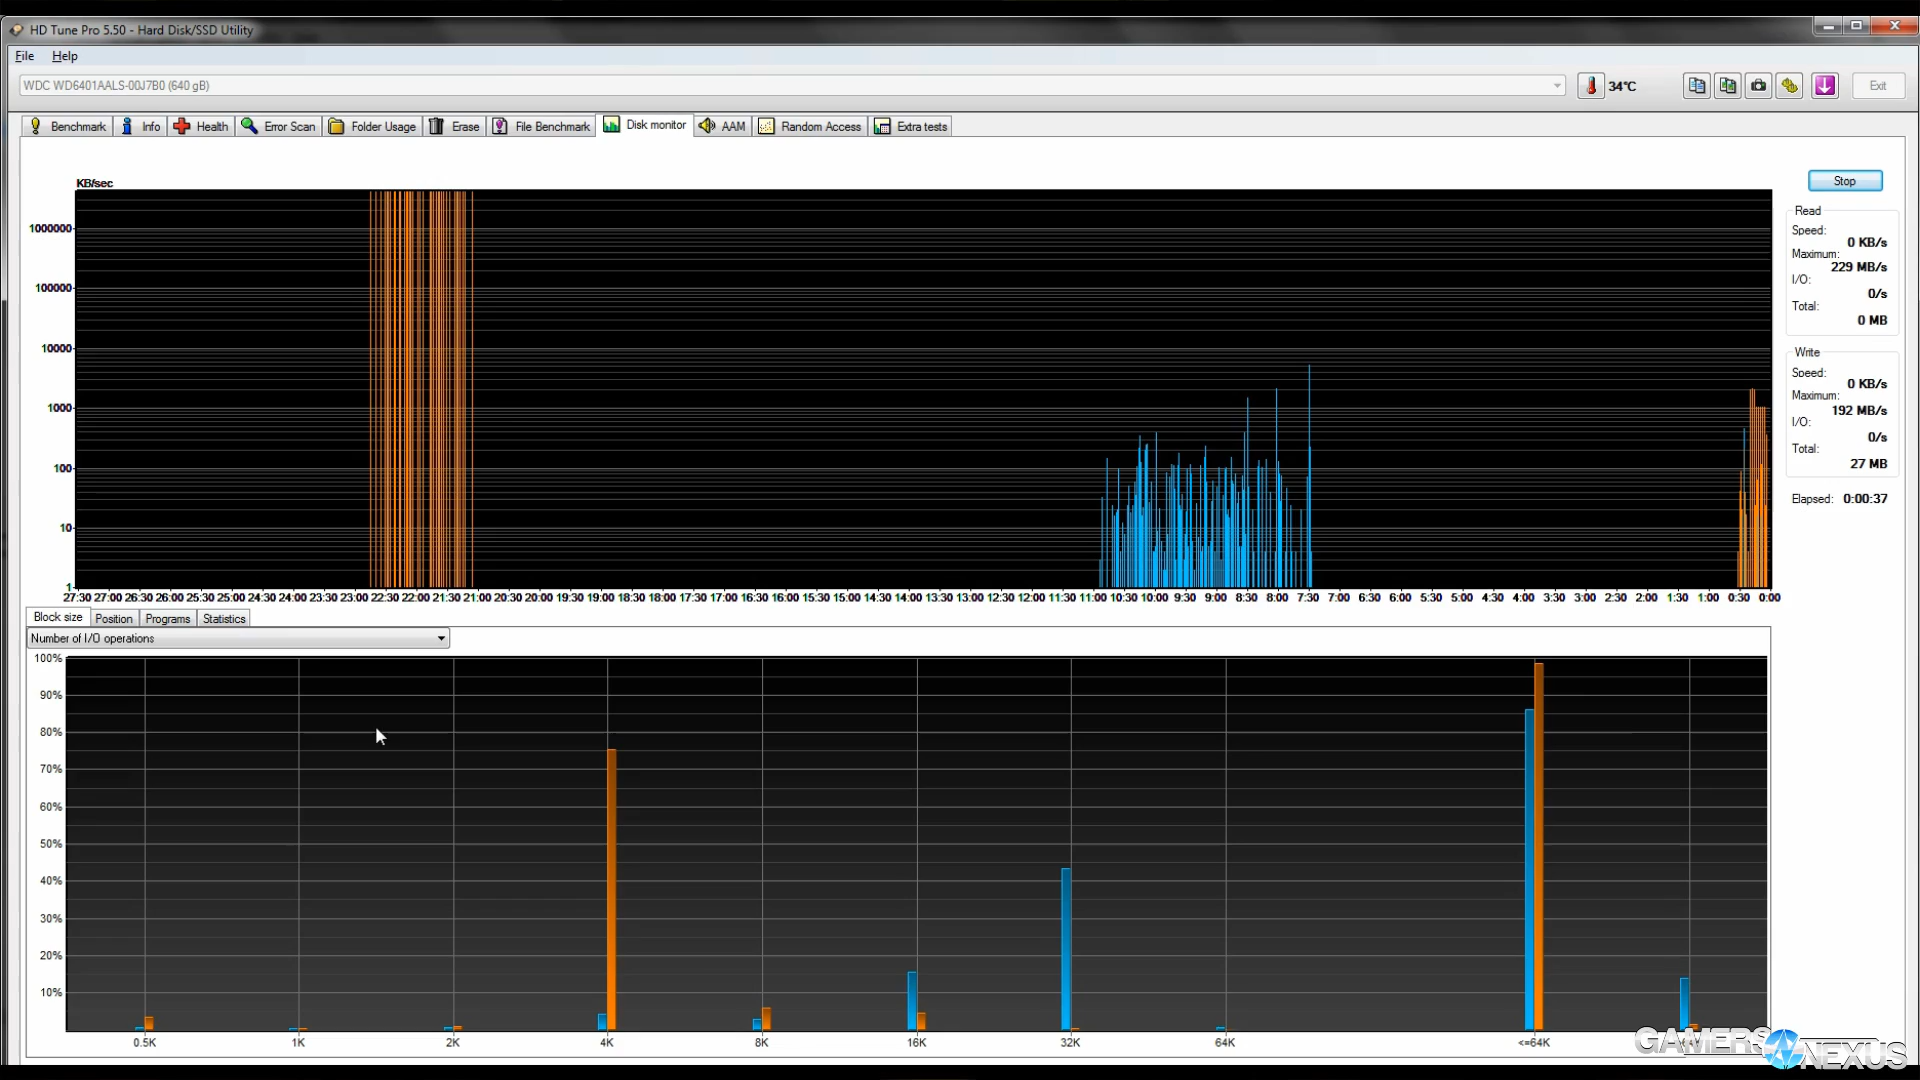 HD Tune Pro 5.50 - Hard Disk/SSD Utility
File Help
WDC WD6401AALS-00J7B0 (640 gB)
34°C
Exit
Benchmark Info Health Error Scan Folder Usage Erase File Benchmark Disk monitor AAM Random Access Extra tests
KB/sec
1000000
100000
10000
1000
100
10
1
27:30 27:00 26:30 26:00 25:30 25:00 24:30 24:00 23:30 23:00 22:30 22:00 21:30 21:00 20:30 20:00 19:30 19:00 18:30 18:00 17:30 17:00 16:30 16:00 15:30 15:00 14:30 14:00 13:30 13:00 12:30 12:00 11:30 11:00 10:30 10:00 9:30 9:00 8:30 8:00 7:30 7:00 6:30 6:00 5:30 5:00 4:30 4:00 3:30 3:00 2:30 2:00 1:30 1:00 0:30 0:00
Stop
Read
Speed:
0 KB/s
Maximum:
229 MB/s
I/O:
0/s
Total:
0 MB
Write
Speed:
0 KB/s
Maximum:
192 MB/s
I/O:
0/s
Total:
27 MB
Elapsed: 0:00:37
Block size Position Programs Statistics
Number of I/O operations
100%
90%
80%
70%
60%
50%
40%
30%
20%
10%
0.5K 1K 2K 4K 8K 16K 32K 64K <=64K
GAMERS NEXUS